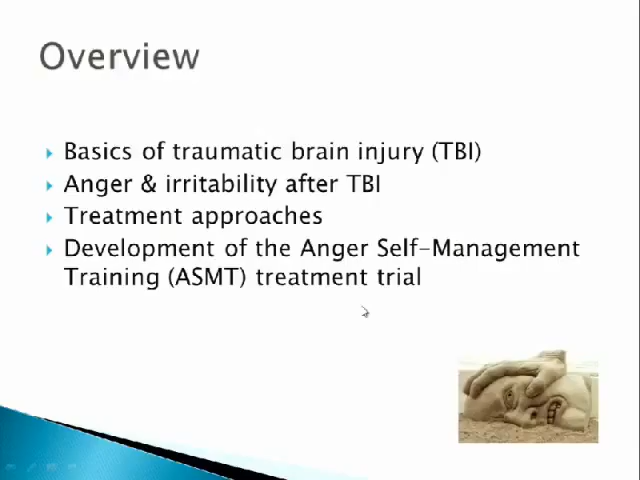 Overview
Basics of traumatic brain injury (TBI)
Anger & irritability after TBI
Treatment approaches
Development of the Anger Self-Management
Training (ASMT) treatment trial